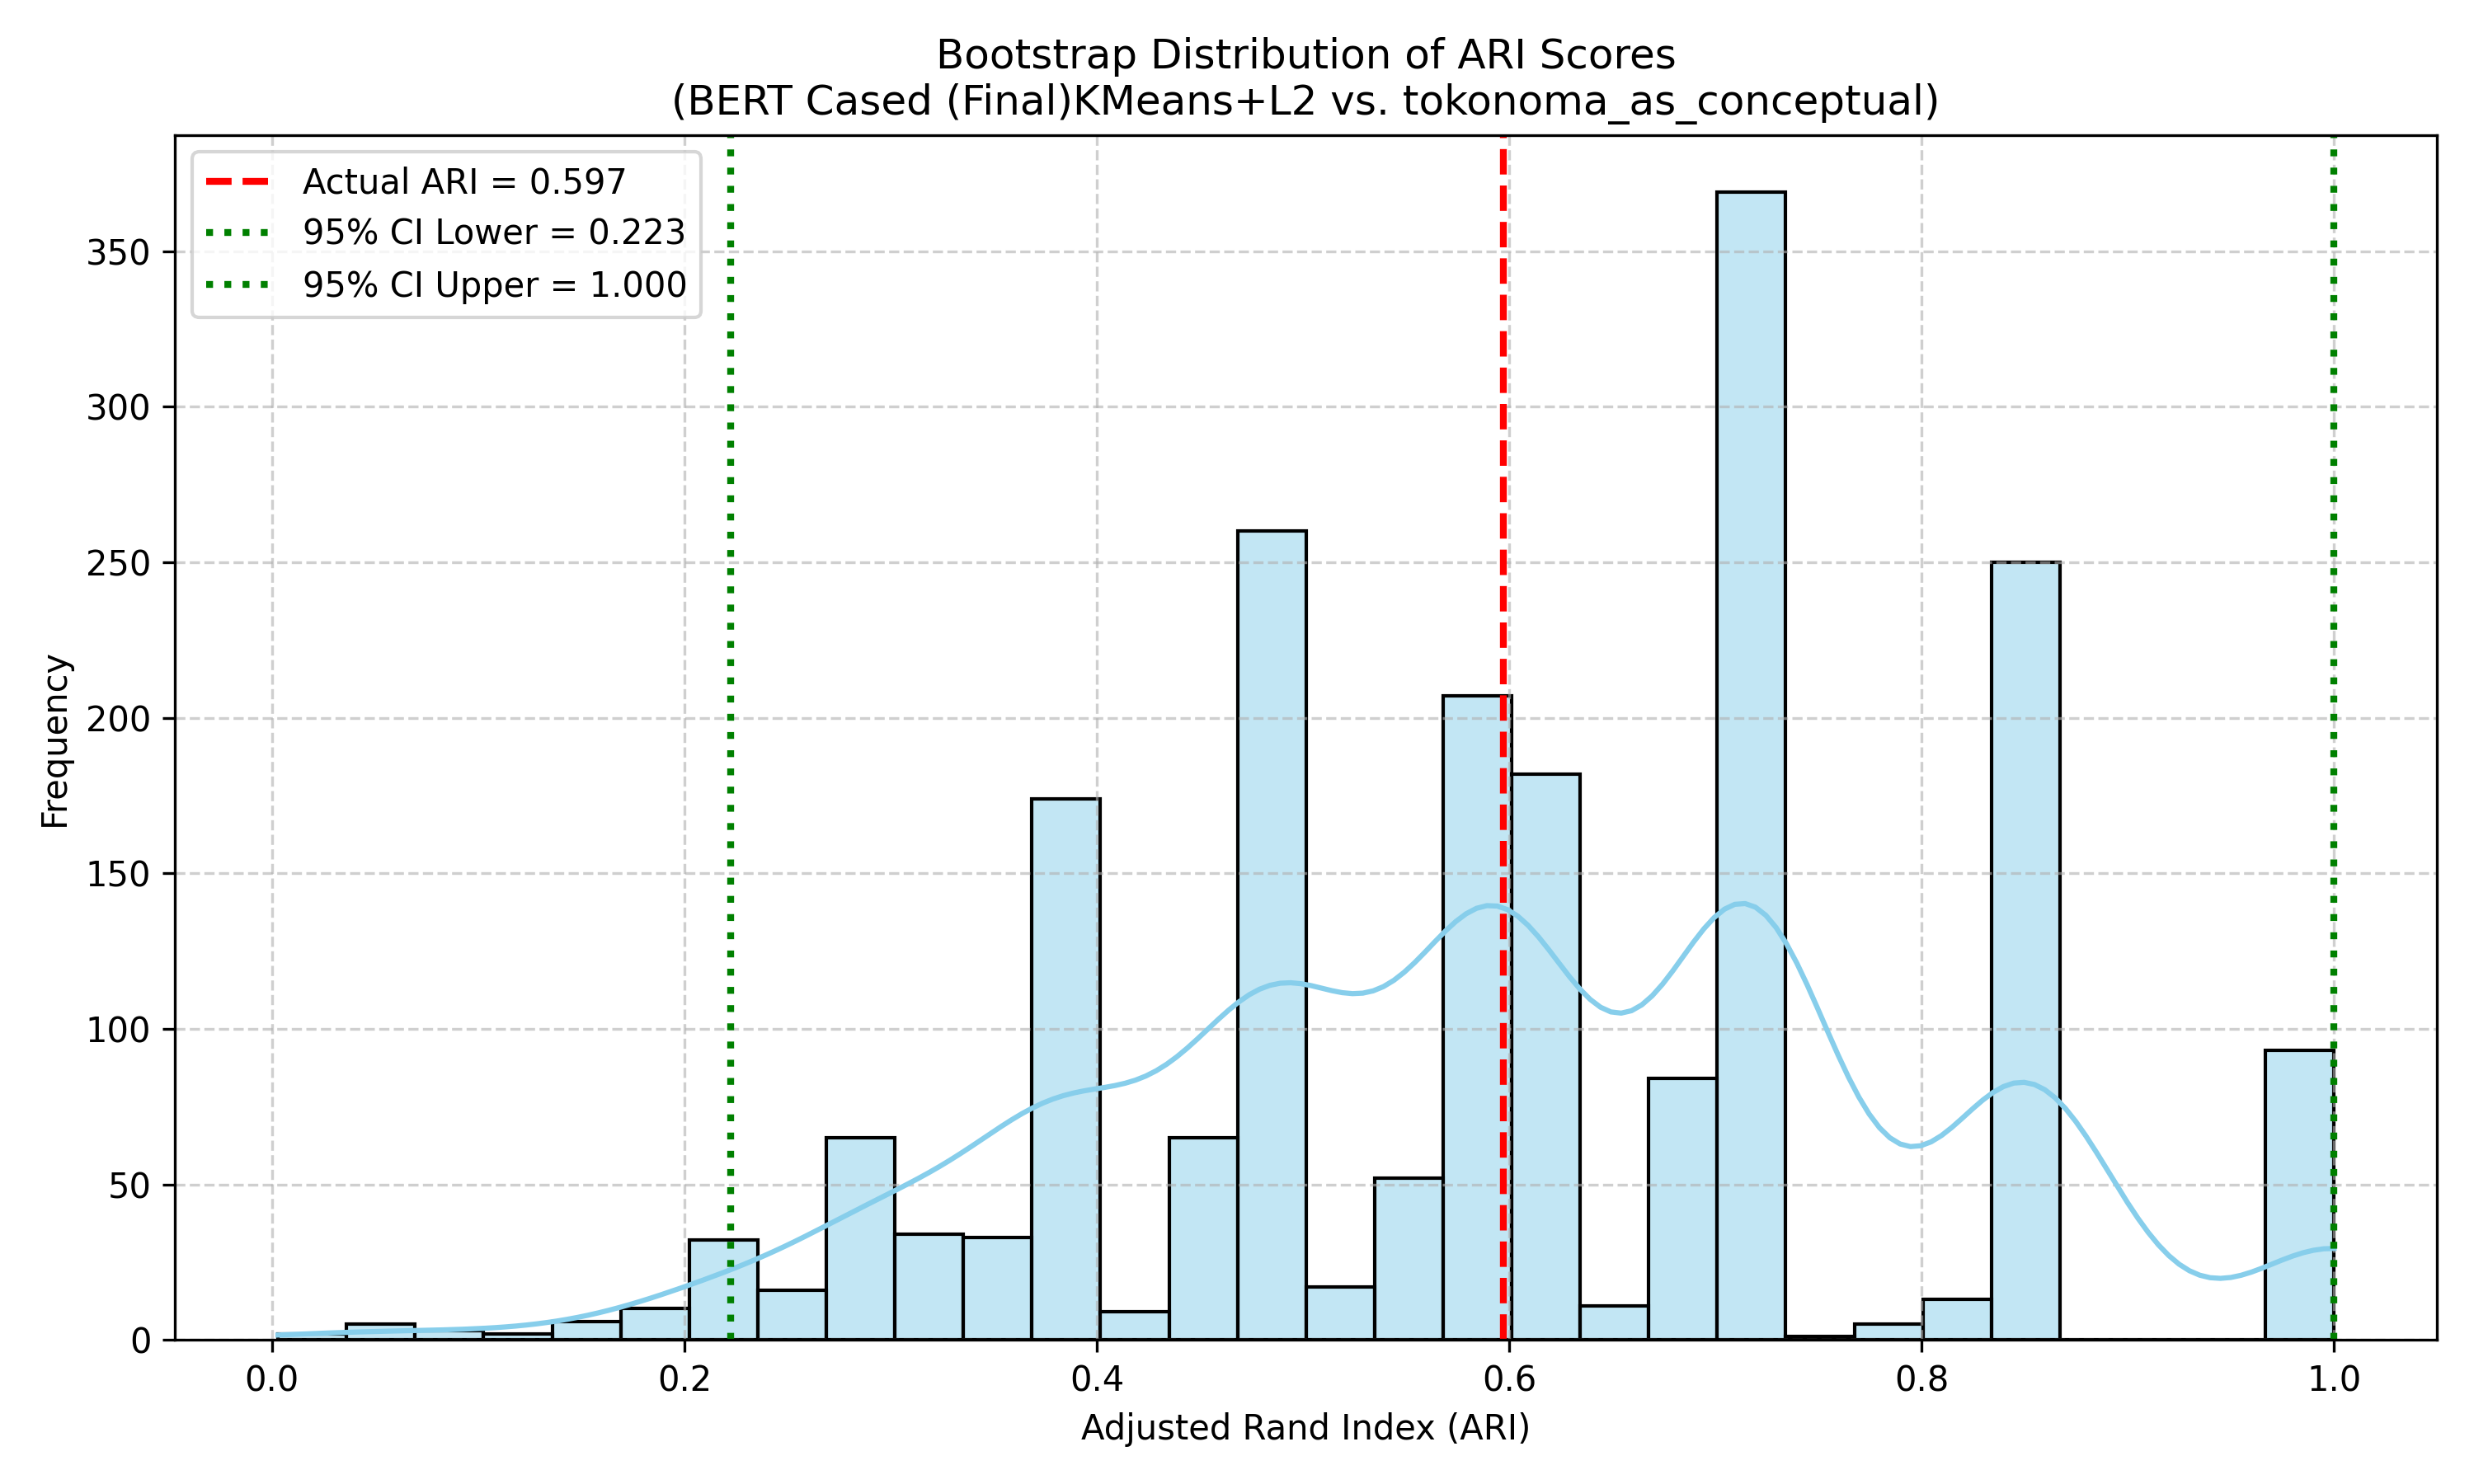 Bootstrap Distribution of ARI Scores
(BERT Cased (Final)KMeans+L2 vs. tokonoma_as_conceptual)
Actual ARI = 0.597
95% CI Lower = 0.223
95% CI Upper = 1.000
350
300
250
200
150
100
50
0
Frequency
0.0 0.2 0.4 0.6 0.8 1.0
Adjusted Rand Index (ARI)